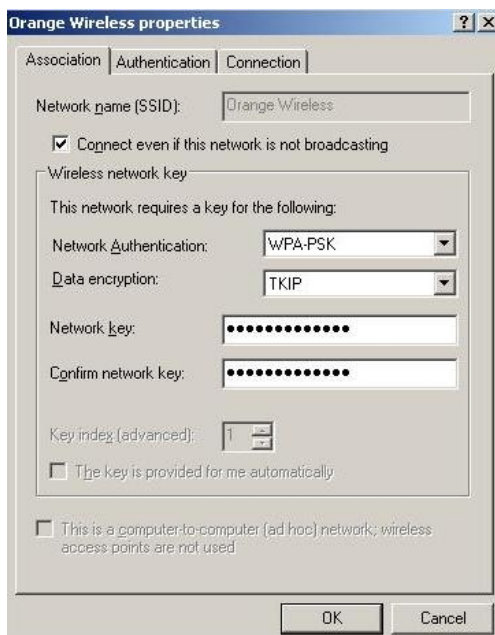 Orange Wireless properties
Association
Authentication
Connection
Network name (SSID): Orange Wireless
Connect even if this network is not broadcasting
Wireless network key
This network requires a key for the following:
Network Authentication: WPA-PSK
Data encryption: TKIP
Network key: •••••••••••••
Confirm network key: •••••••••••••
Key index (advanced): 1
The key is provided for me automatically
This is a computer-to-computer (ad hoc) network; wireless
access points are not used
OK
Cancel